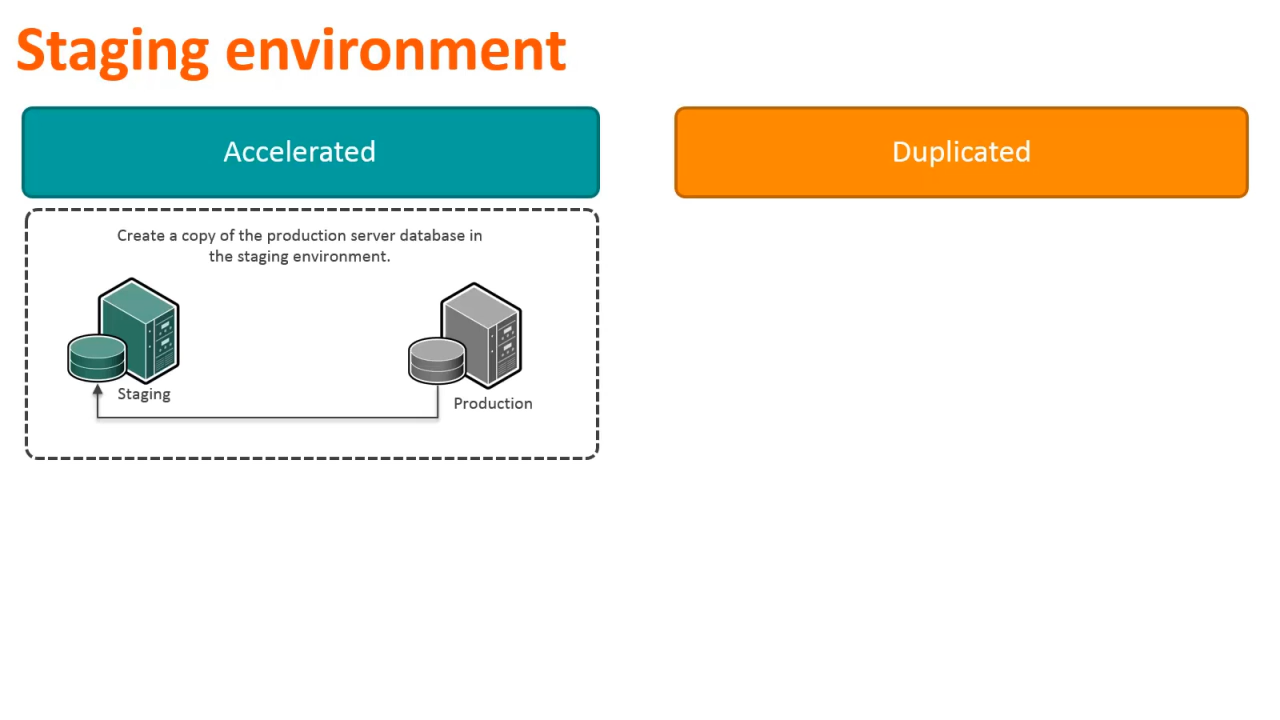 Staging environment
Accelerated
Duplicated
Create a copy of the production server database in
the staging environment.
Staging
Production